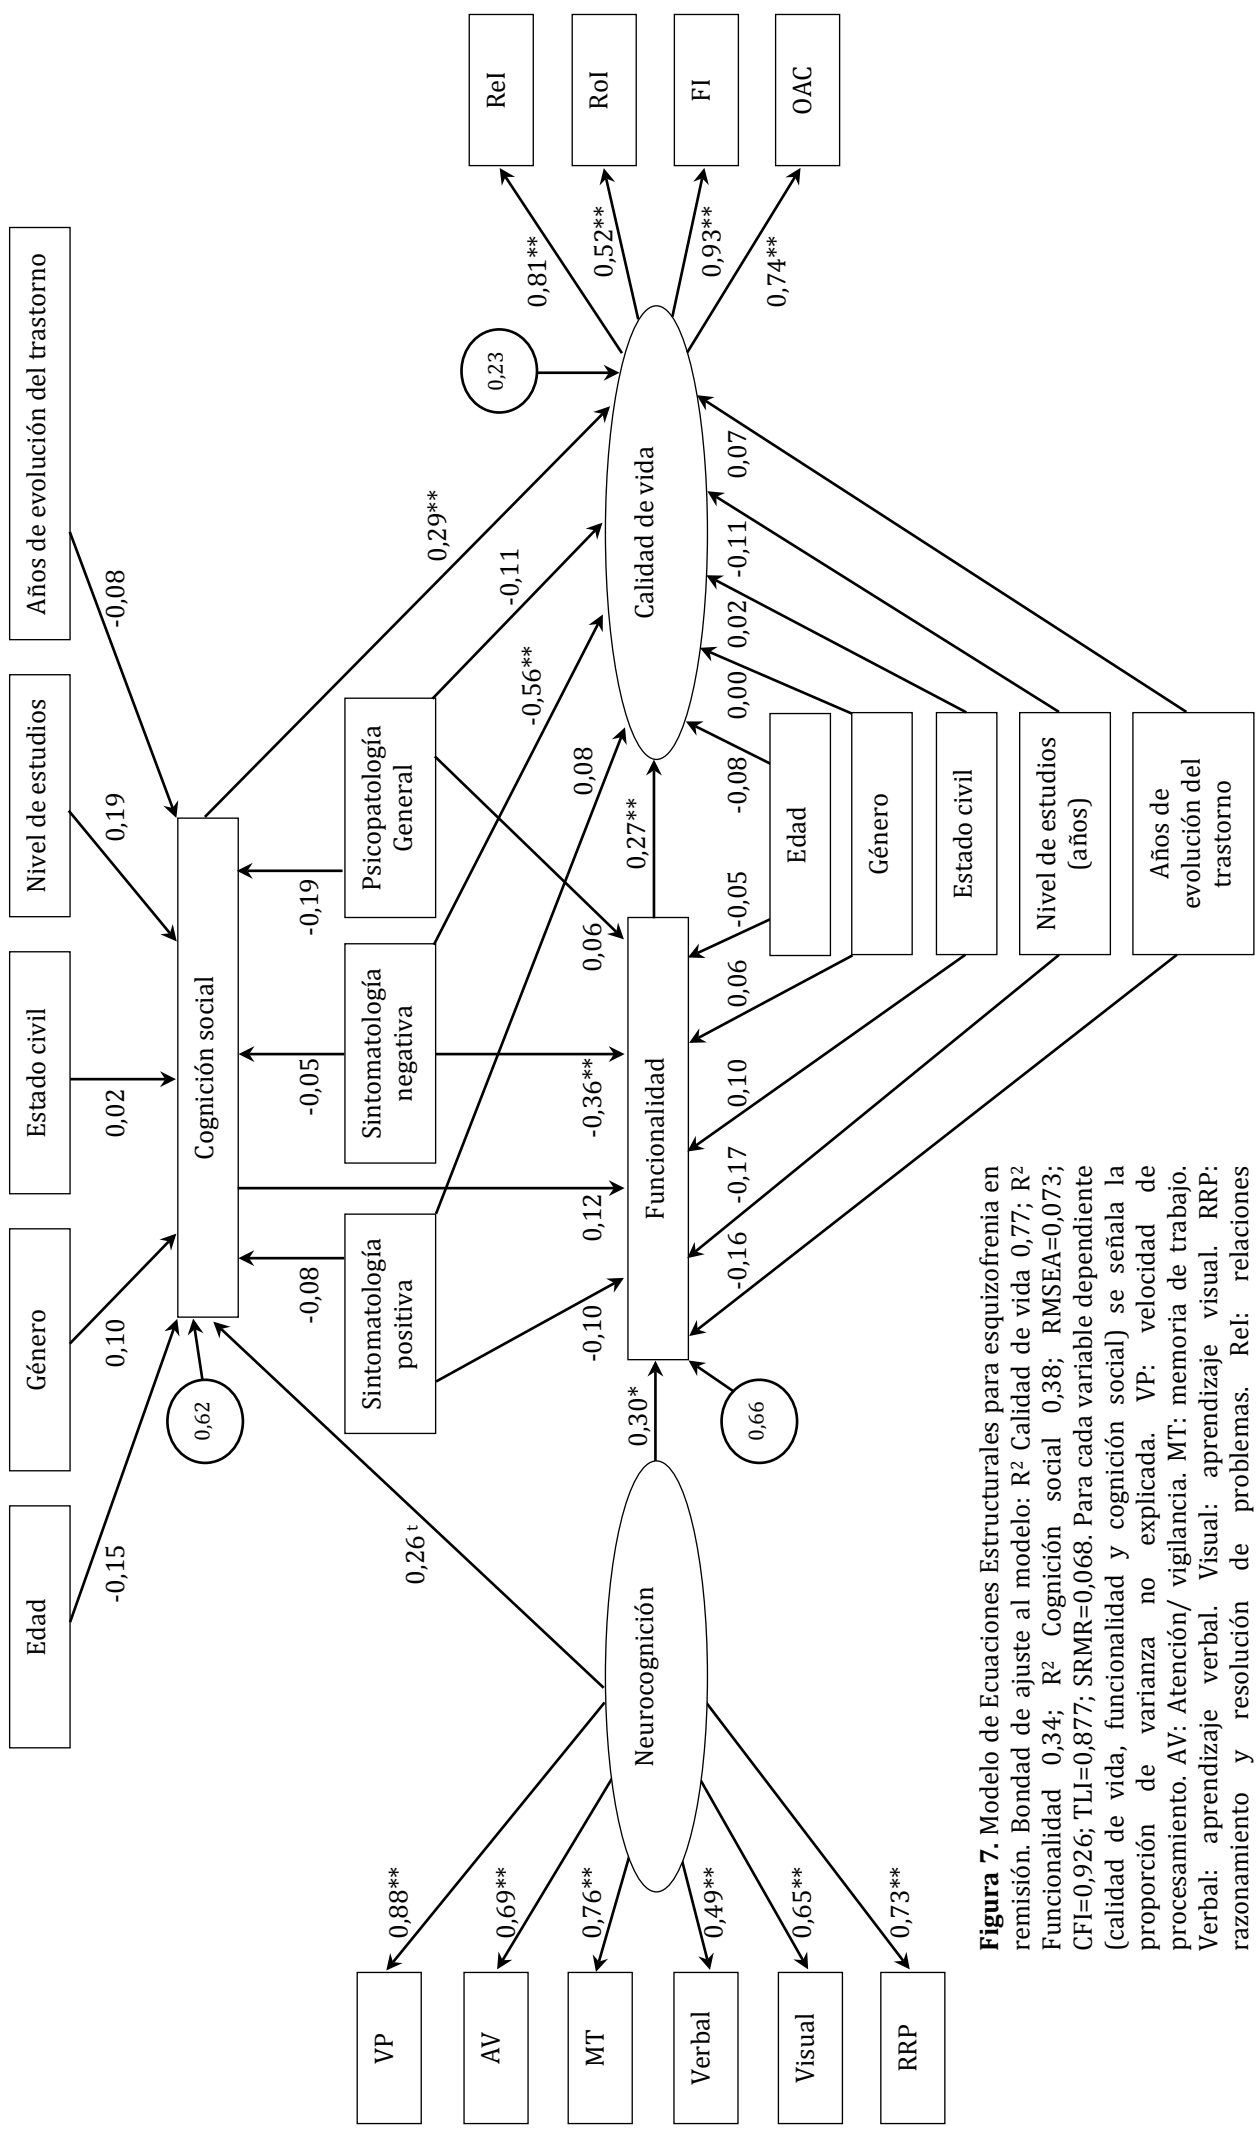 Edad
Género
Estado civil
Nivel de estudios
Años de evolución del trastorno
-0,15
0,10
0,02
0,19
-0,08
0,62
Cognición social
0,26 ᵗ
-0,08
-0,05
-0,19
0,29**
Sintomatología
positiva
Sintomatología
negativa
Psicopatología
General
-0,11
-0,56**
0,08
-0,10
0,12
-0,36**
0,06
0,23
VP
AV
MT
Verbal
Visual
RRP
0,88**
0,69**
0,76**
0,49**
0,65**
0,73**
Neurocognición
0,30*
Funcionalidad
0,27**
Calidad de vida
0,81**
0,52**
0,93**
0,74**
Rel
Rol
FI
OAC
0,66
-0,16
-0,17
0,10
0,06
-0,05
-0,08
0,00
0,02
-0,11
0,07
Edad
Género
Estado civil
Nivel de estudios
(años)
Años de
evolución del
trastorno
Figura 7. Modelo de Ecuaciones Estructurales para esquizofrenia en
remisión. Bondad de ajuste al modelo: R² Calidad de vida 0,77; R²
Funcionalidad 0,34; R² Cognición social 0,38; RMSEA=0,073;
CFI=0,926; TLI=0,877; SRMR=0,068. Para cada variable dependiente
(calidad de vida, funcionalidad y cognición social) se señala la
proporción de varianza no explicada. VP: velocidad de
procesamiento. AV: Atención/ vigilancia. MT: memoria de trabajo.
Verbal: aprendizaje verbal. Visual: aprendizaje visual. RRP:
razonamiento y resolución de problemas. Rel: relaciones